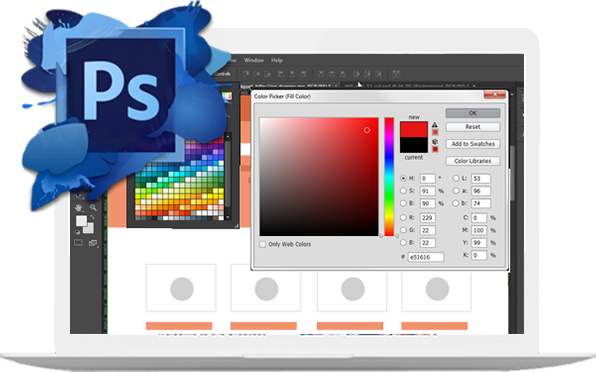 Ps
Window Help
Color Picker (Fill Color)
new
current
OK
Reset
Add to Swatches
Color Libraries
H: 0 °
S: 91 %
B: 90 %
R: 229
G: 22
B: 22
L: 53
a: 96
b: 74
C: 0 %
M: 100 %
Y: 99 %
K: 0 %
# e51616
Only Web Colors